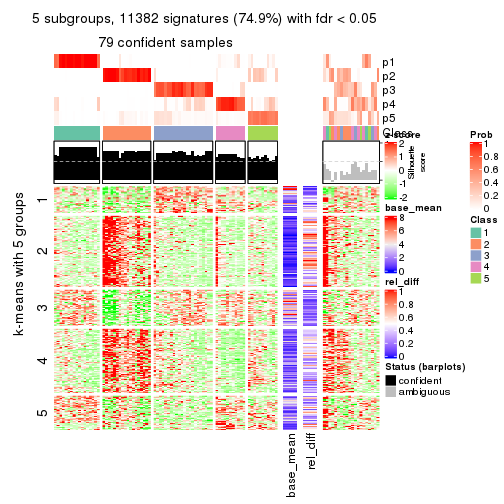 5 subgroups, 11382 signatures (74.9%) with fdr < 0.05
79 confident samples
p1
p2
p3
p4
p5
Class
1
2
3
4
5
k-means with 5 groups
base_mean
rel_diff
z-score
2
1
0
-1
-2
Silhouette
score
base_mean
8
6
4
2
0
rel_diff
1
0.8
0.6
0.4
0.2
0
Status (barplots)
confident
ambiguous
Prob
1
0.8
0.6
0.4
0.2
0
Class
1
2
3
4
5